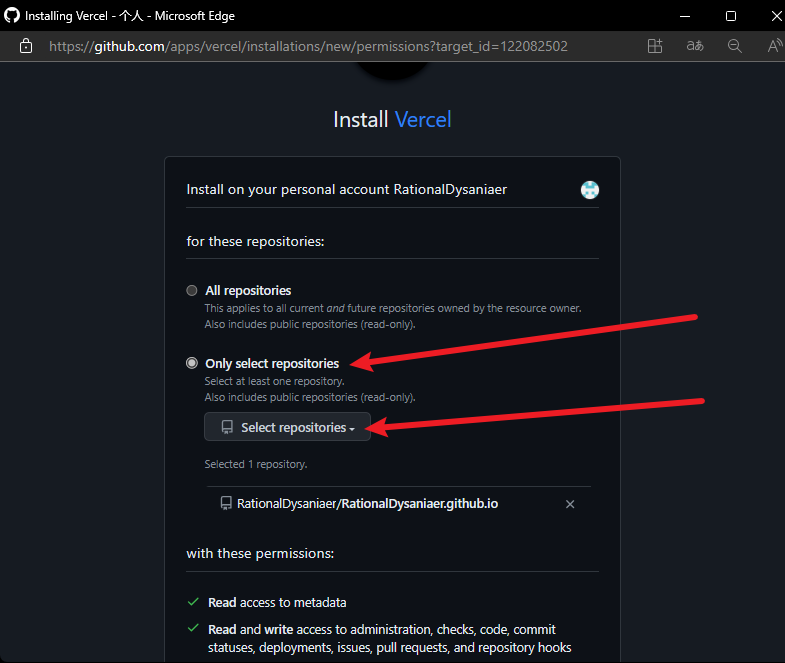 Installing Vercel - 个人 - Microsoft Edge
https://github.com/apps/vercel/installations/new/permissions?target_id=122082502
Install Vercel
Install on your personal account RationalDysaniaer
for these repositories:
All repositories
This applies to all current and future repositories owned by the resource owner.
Also includes public repositories (read-only).
Only select repositories
Select at least one repository.
Also includes public repositories (read-only).
Select repositories
Selected 1 repository.
RationalDysaniaer/RationalDysaniaer.github.io
with these permissions:
Read access to metadata
Read and write access to administration, checks, code, commit
statuses, deployments, issues, pull requests, and repository hooks